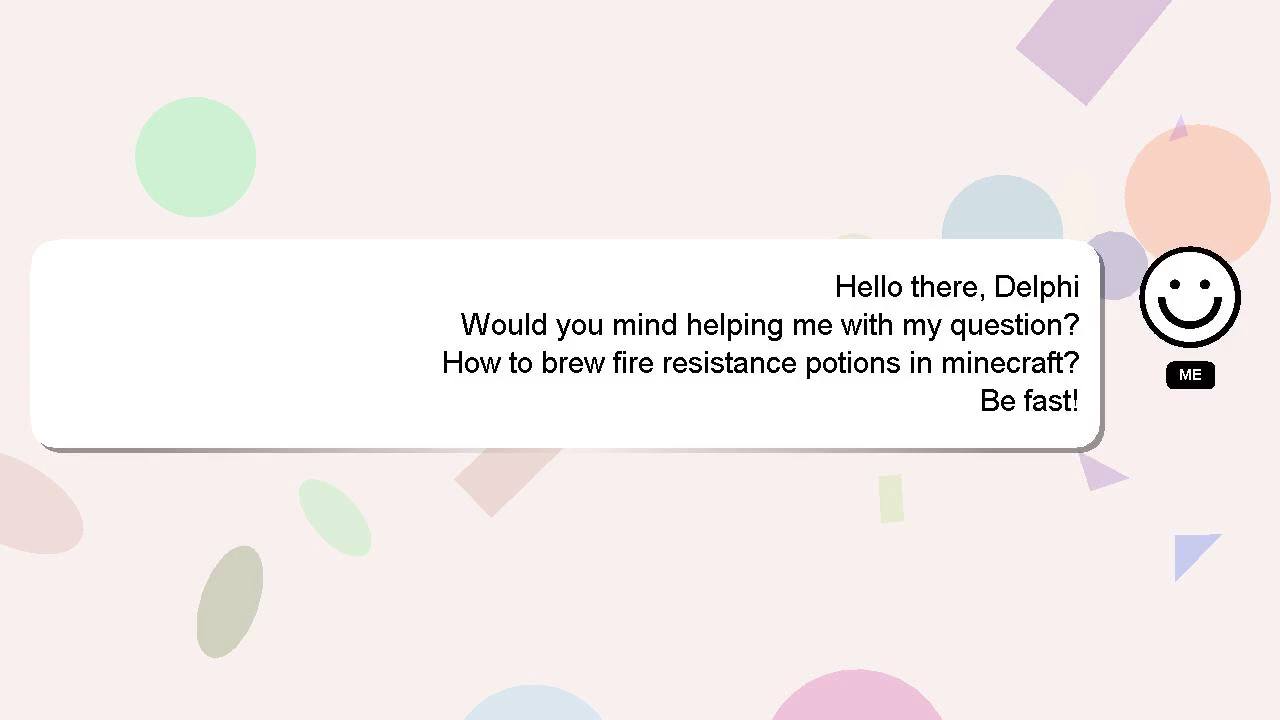 Hello there, Delphi
Would you mind helping me with my question?
How to brew fire resistance potions in minecraft?
Be fast!
ME